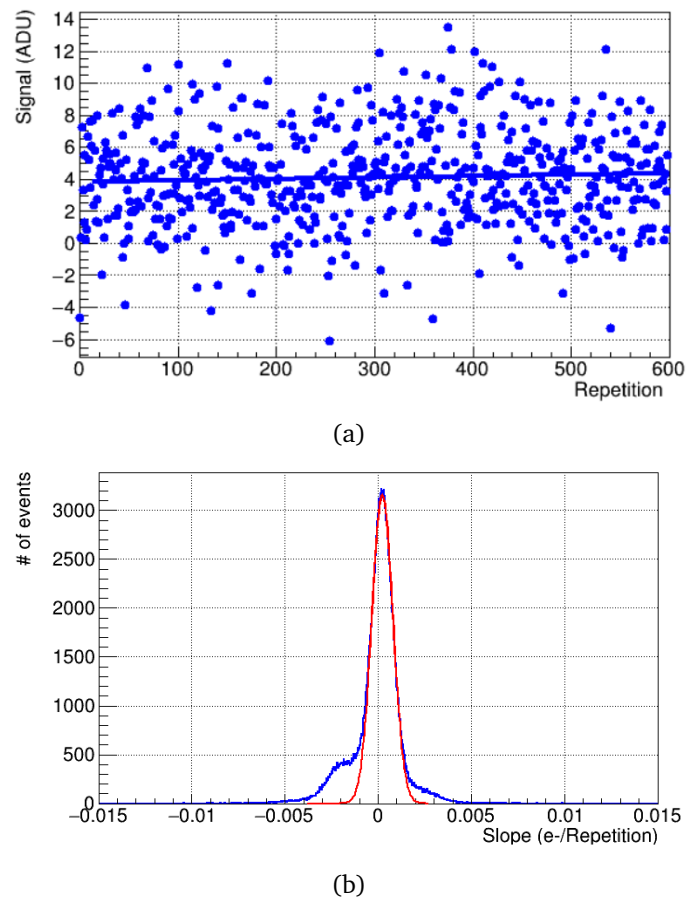 Signal (ADU)
14
12
10
8
6
4
2
0
−2
−4
−6
0 100 200 300 400 500 600
Repetition
(a)
# of events
3000
2500
2000
1500
1000
500
0
−0.015 −0.01 −0.005 0 0.005 0.01 0.015
Slope (e-/Repetition)
(b)